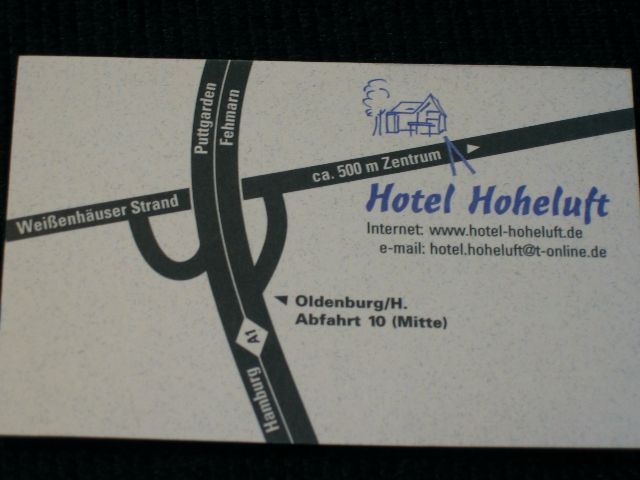 Puttgarden
Fehmarn
ca. 500 m Zentrum
Weißenhäuser Strand
Hotel Hoheluft
Internet: www.hotel-hoheluft.de
e-mail: hotel.hoheluft@t-online.de
Oldenburg/H.
Abfahrt 10 (Mitte)
A1
Hamburg